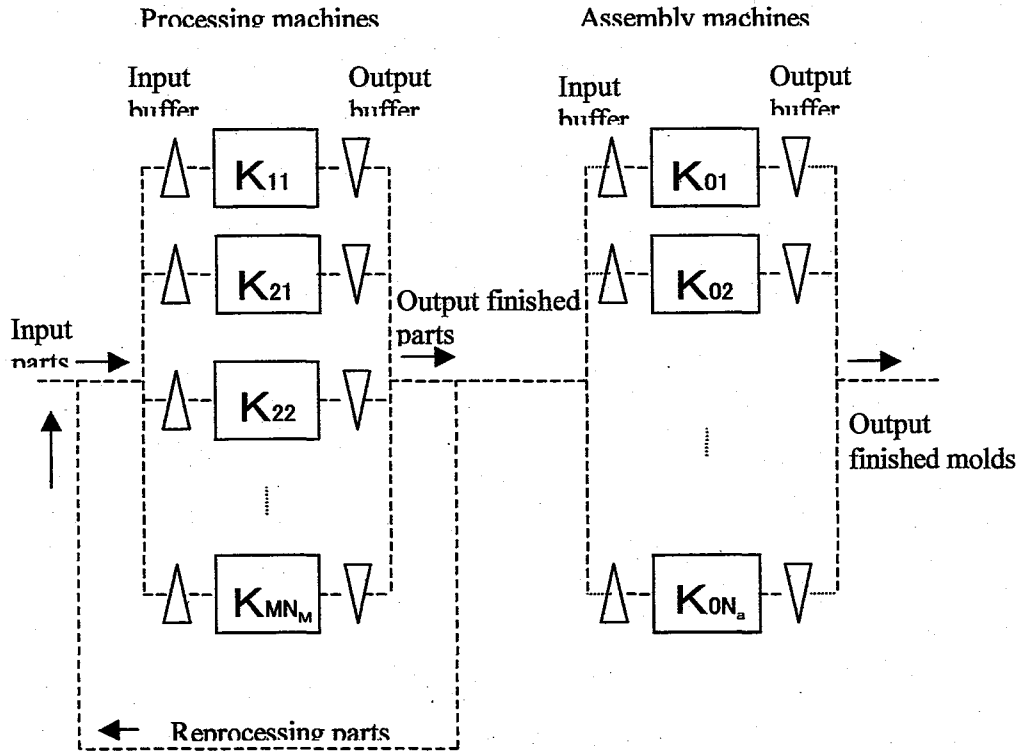 Processing machines
Assembly machines
Input
buffer
Output
buffer
Input
buffer
Output
buffer
K11
K01
K21
K02
Input
parts
Output finished
parts
K22
Output
finished molds
KMNM
K0Na
Reprocessing parts